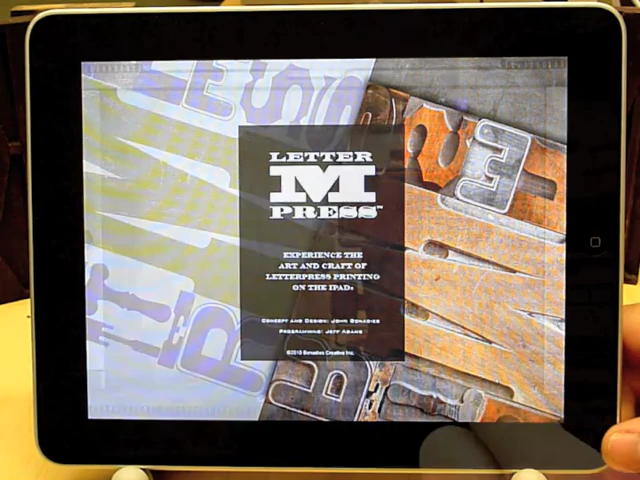 LETTER
M
PRESS™
EXPERIENCE THE
ART AND CRAFT OF
LETTERPRESS PRINTING
ON THE IPAD®
CONCEPT AND DESIGN: JOHN BONADIES
PROGRAMMING: JEFF ADAMS
©2010 Bonadies Creative Inc.